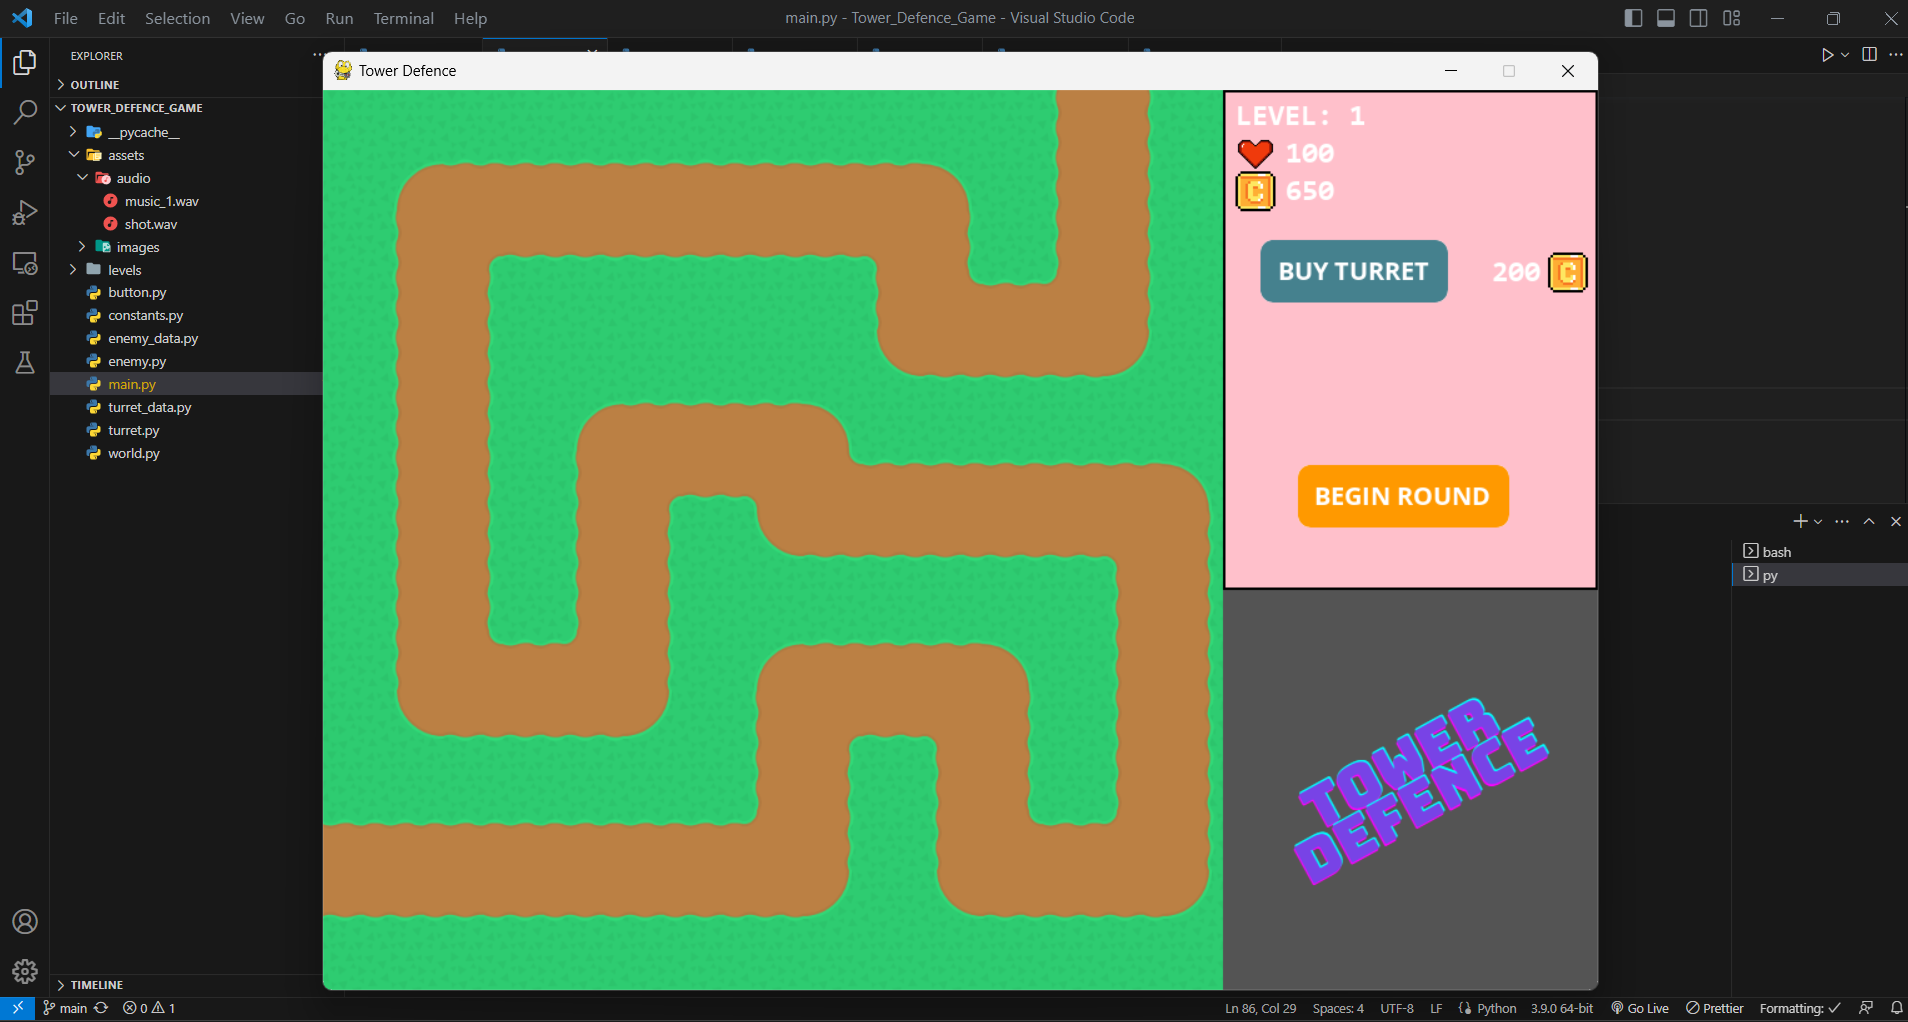 File Edit Selection View Go Run Terminal Help
main.py - Tower_Defence_Game - Visual Studio Code
EXPLORER
OUTLINE
TOWER_DEFENCE_GAME
__pycache__
assets
audio
music_1.wav
shot.wav
images
levels
button.py
constants.py
enemy_data.py
enemy.py
main.py
turret_data.py
turret.py
world.py
TIMELINE
Tower Defence
LEVEL: 1
100
C 650
BUY TURRET 200 C
BEGIN ROUND
TOWER
DEFENCE
bash
py
main 0 1 Ln 86, Col 29 Spaces: 4 UTF-8 LF Python 3.9.0 64-bit Go Live Prettier Formatting: ✓